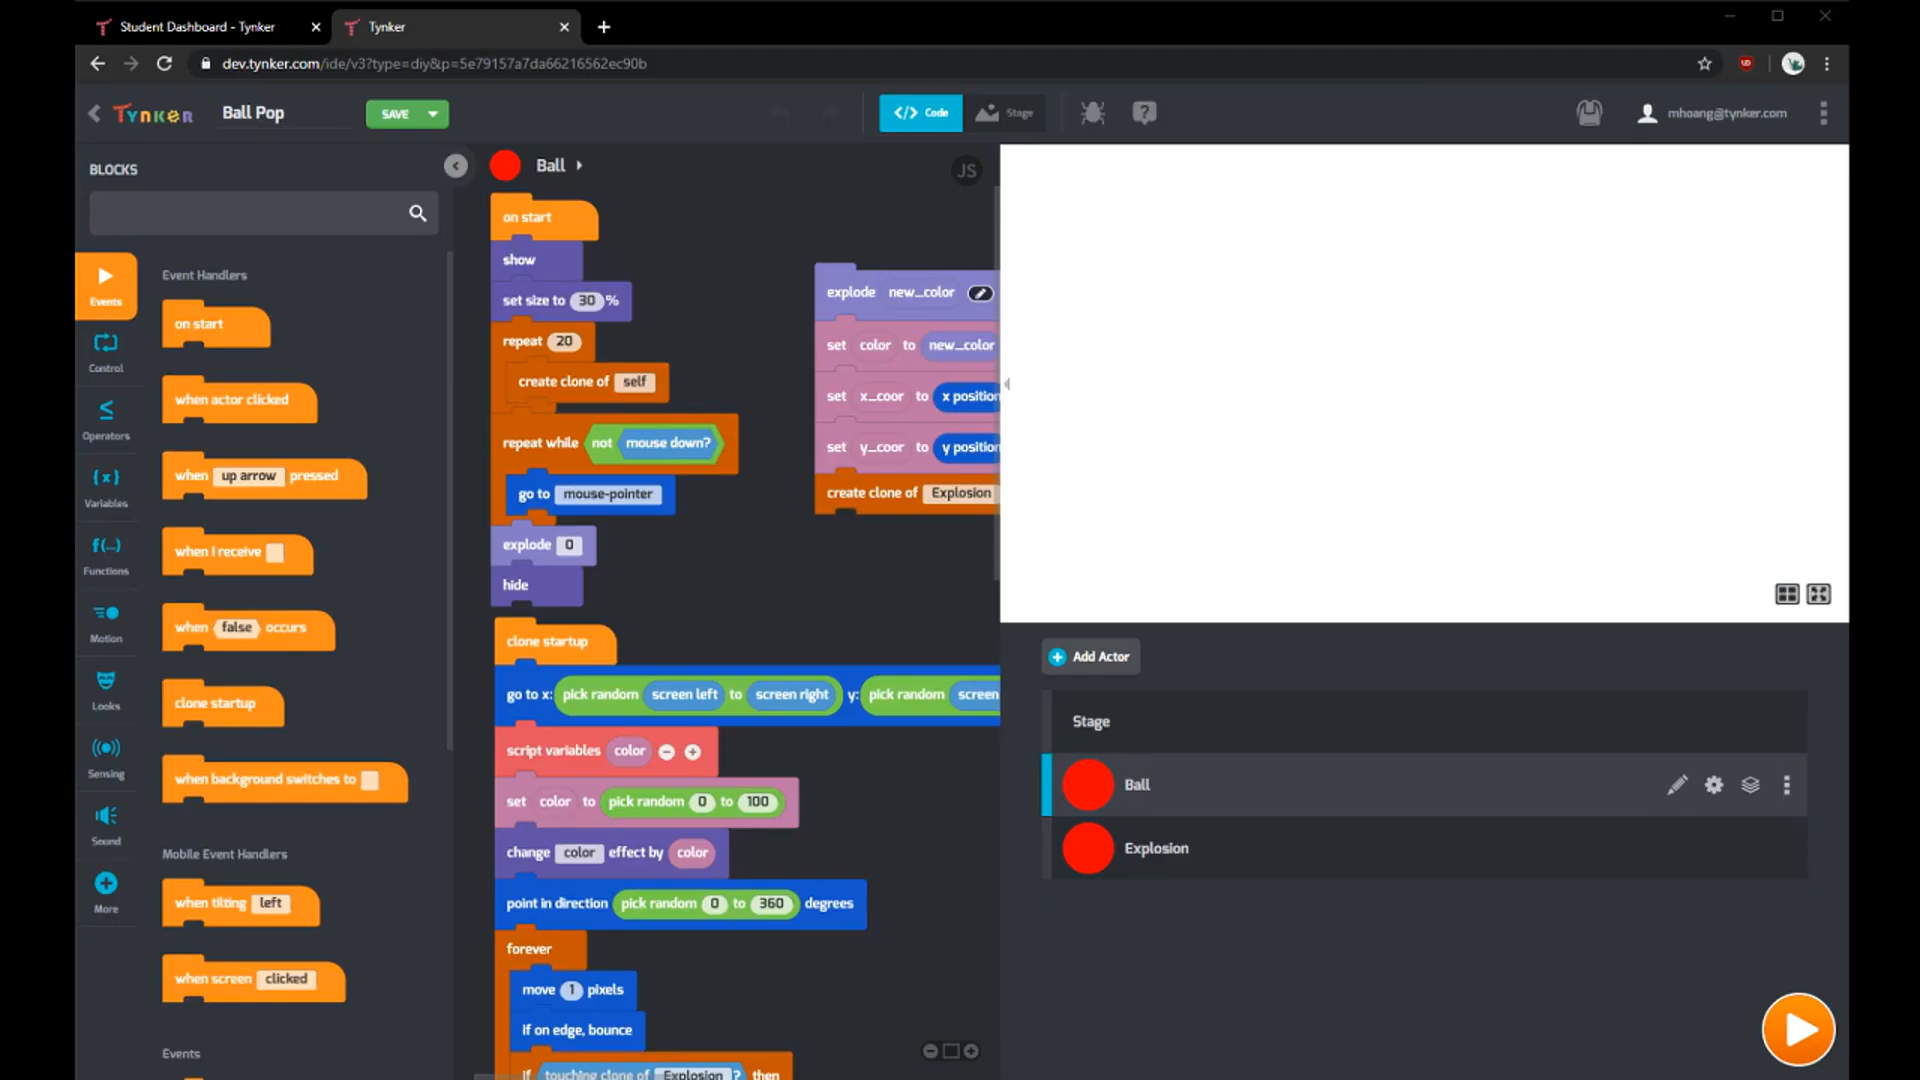 Student Dashboard - Tynker
Tynker
dev.tynker.com/ide/v3?type=diy&p=5e79157a7da66216562ec90b
TYNKER
Ball Pop
SAVE
</> Code
Stage
mhoang@tynker.com
BLOCKS
Ball
JS
Events
Control
Operators
Variables
Functions
Motion
Looks
Sensing
Sound
More
Event Handlers
on start
when actor clicked
when up arrow pressed
when I receive
when false occurs
clone startup
when background switches to
Mobile Event Handlers
when tilting left
when screen clicked
Events
on start
show
set size to 30 %
repeat 20
create clone of self
repeat while not mouse down?
go to mouse-pointer
explode 0
hide
explode new_color
set color to new_color
set x_coor to x position
set y_coor to y position
create clone of Explosion
clone startup
go to x: pick random screen left to screen right y: pick random screen
script variables color
set color to pick random 0 to 100
change color effect by color
point in direction pick random 0 to 360 degrees
forever
move 1 pixels
if on edge, bounce
if touching clone of Explosion ? then
Add Actor
Stage
Ball
Explosion